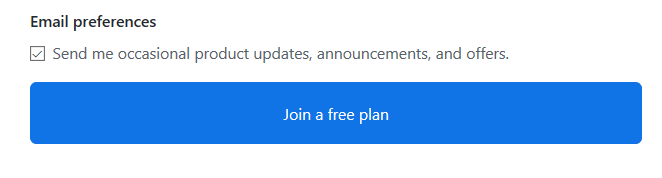 Email preferences
Send me occasional product updates, announcements, and offers.
Join a free plan